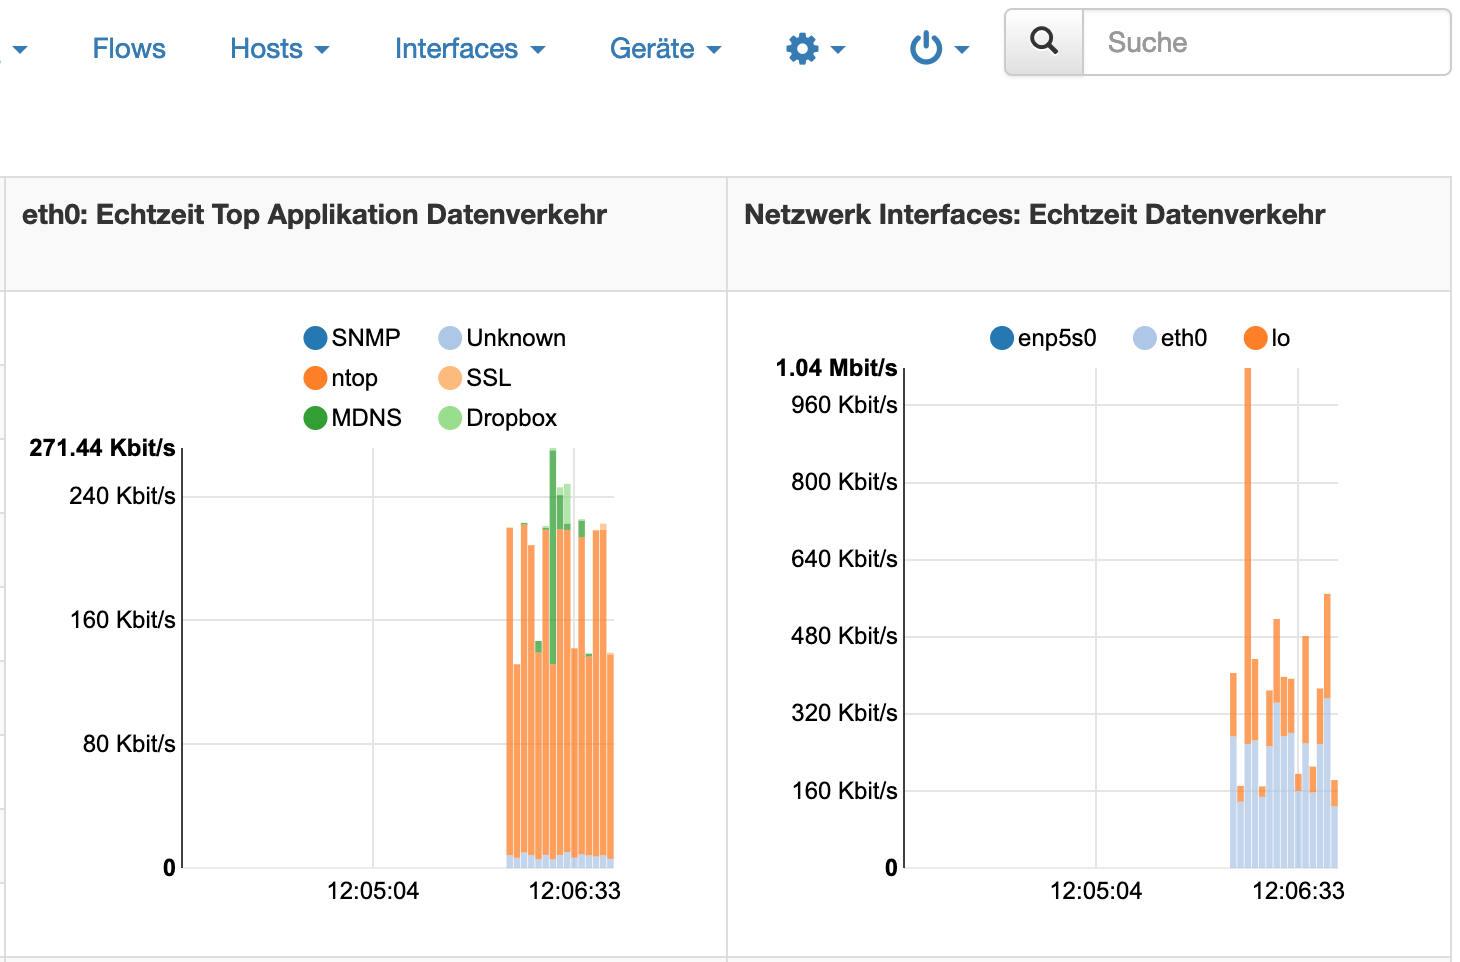 Flows Hosts Interfaces Geräte Suche
eth0: Echtzeit Top Applikation Datenverkehr
SNMP Unknown
ntop SSL
MDNS Dropbox
271.44 Kbit/s
240 Kbit/s
160 Kbit/s
80 Kbit/s
0
12:05:04 12:06:33
Netzwerk Interfaces: Echtzeit Datenverkehr
enp5s0 eth0 lo
1.04 Mbit/s
960 Kbit/s
800 Kbit/s
640 Kbit/s
480 Kbit/s
320 Kbit/s
160 Kbit/s
0
12:05:04 12:06:33